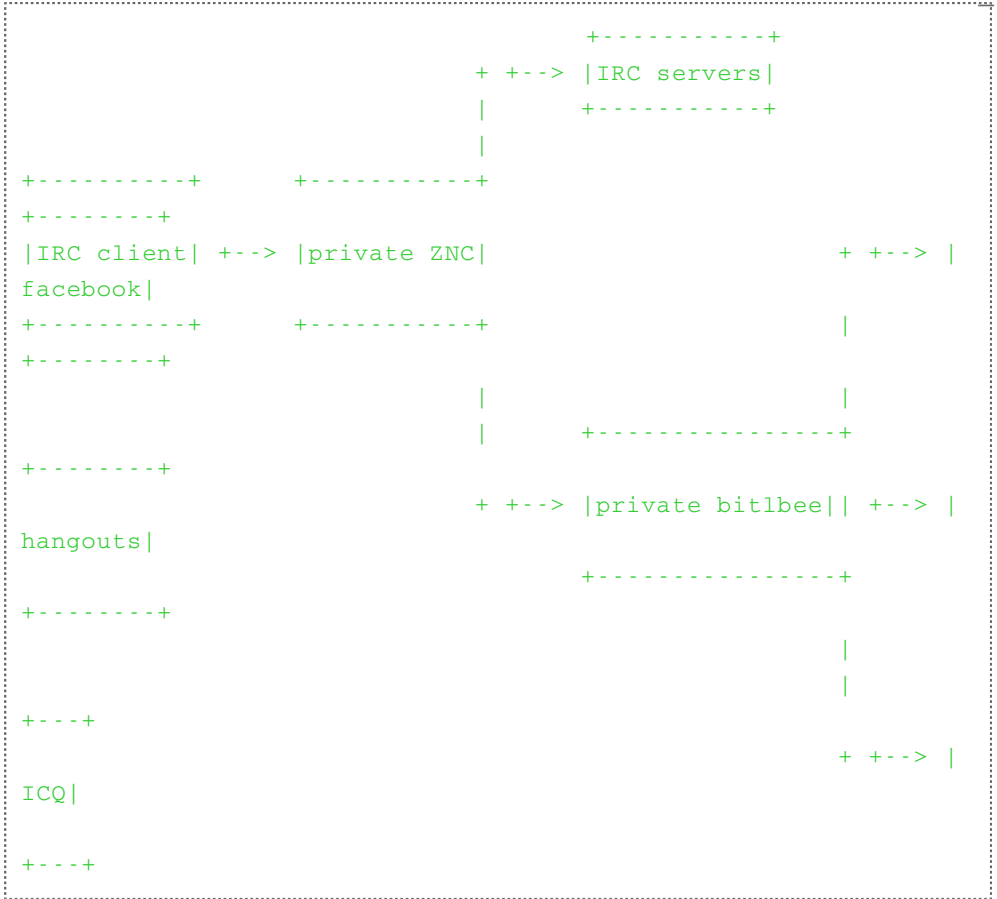 +-----------+
+ +--> |IRC servers|
| +-----------+
|
+----------+ +-----------+
+--------+
|IRC client| +--> |private ZNC| + +--> |
facebook|
+----------+ +-----------+ |
+--------+
| |
| +---------------+
+--------+
+ +--> |private bitlbee|| +--> |
hangouts|
+---------------+
+--------+
|
|
+---+
+ +--> |
ICQ|
+---+